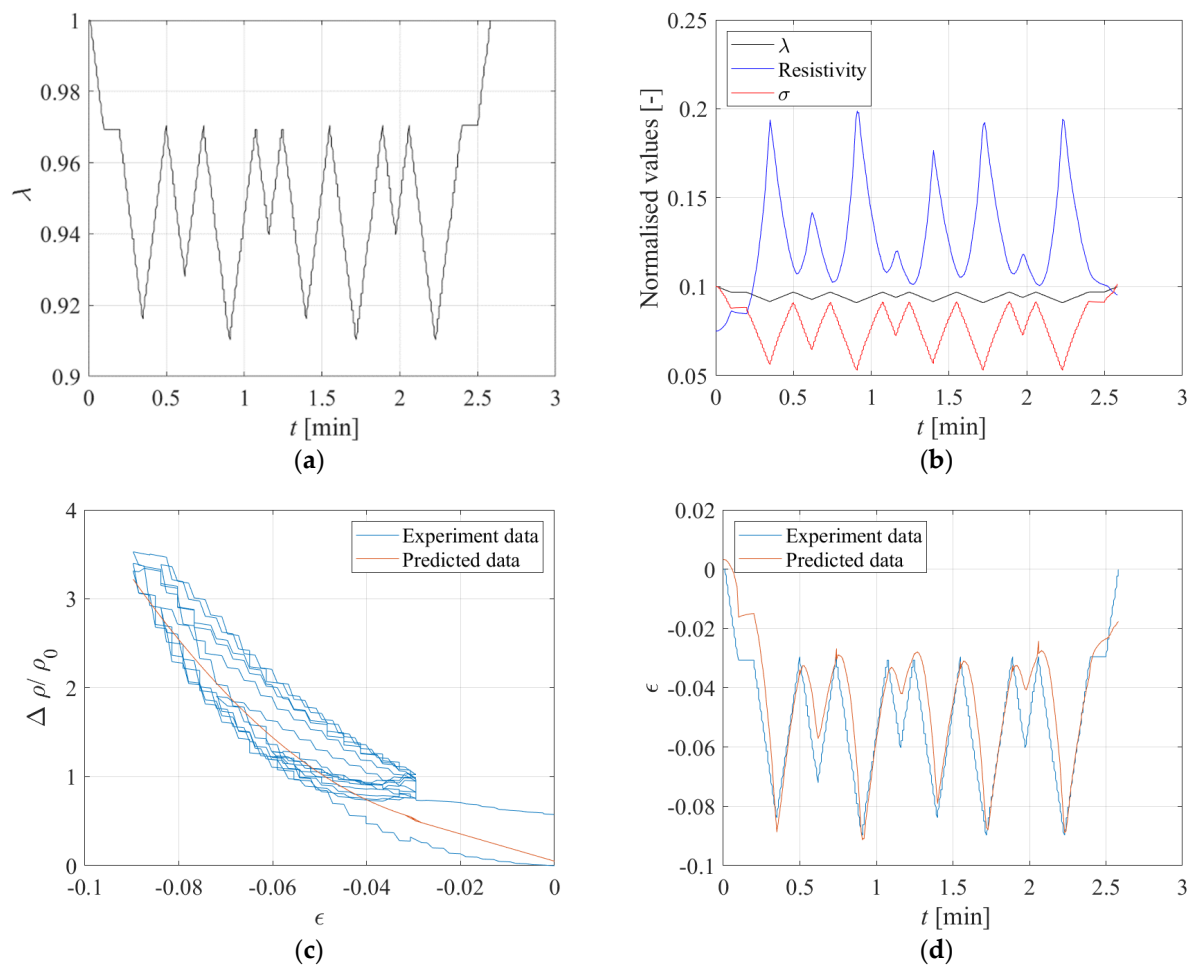 1
0.98
0.96
0.94
0.92
0.9
λ
0 0.5 1 1.5 2 2.5 3
t [min]
(a)
0.25
0.2
0.15
0.1
0.05
Normalised values [-]
λ
Resistivity
σ
0 0.5 1 1.5 2 2.5 3
t [min]
(b)
4
3
2
1
0
Δ ρ/ ρ0
Experiment data
Predicted data
-0.1 -0.08 -0.06 -0.04 -0.02 0
ϵ
(c)
0.02
0
-0.02
-0.04
-0.06
-0.08
-0.1
ϵ
Experiment data
Predicted data
0 0.5 1 1.5 2 2.5 3
t [min]
(d)